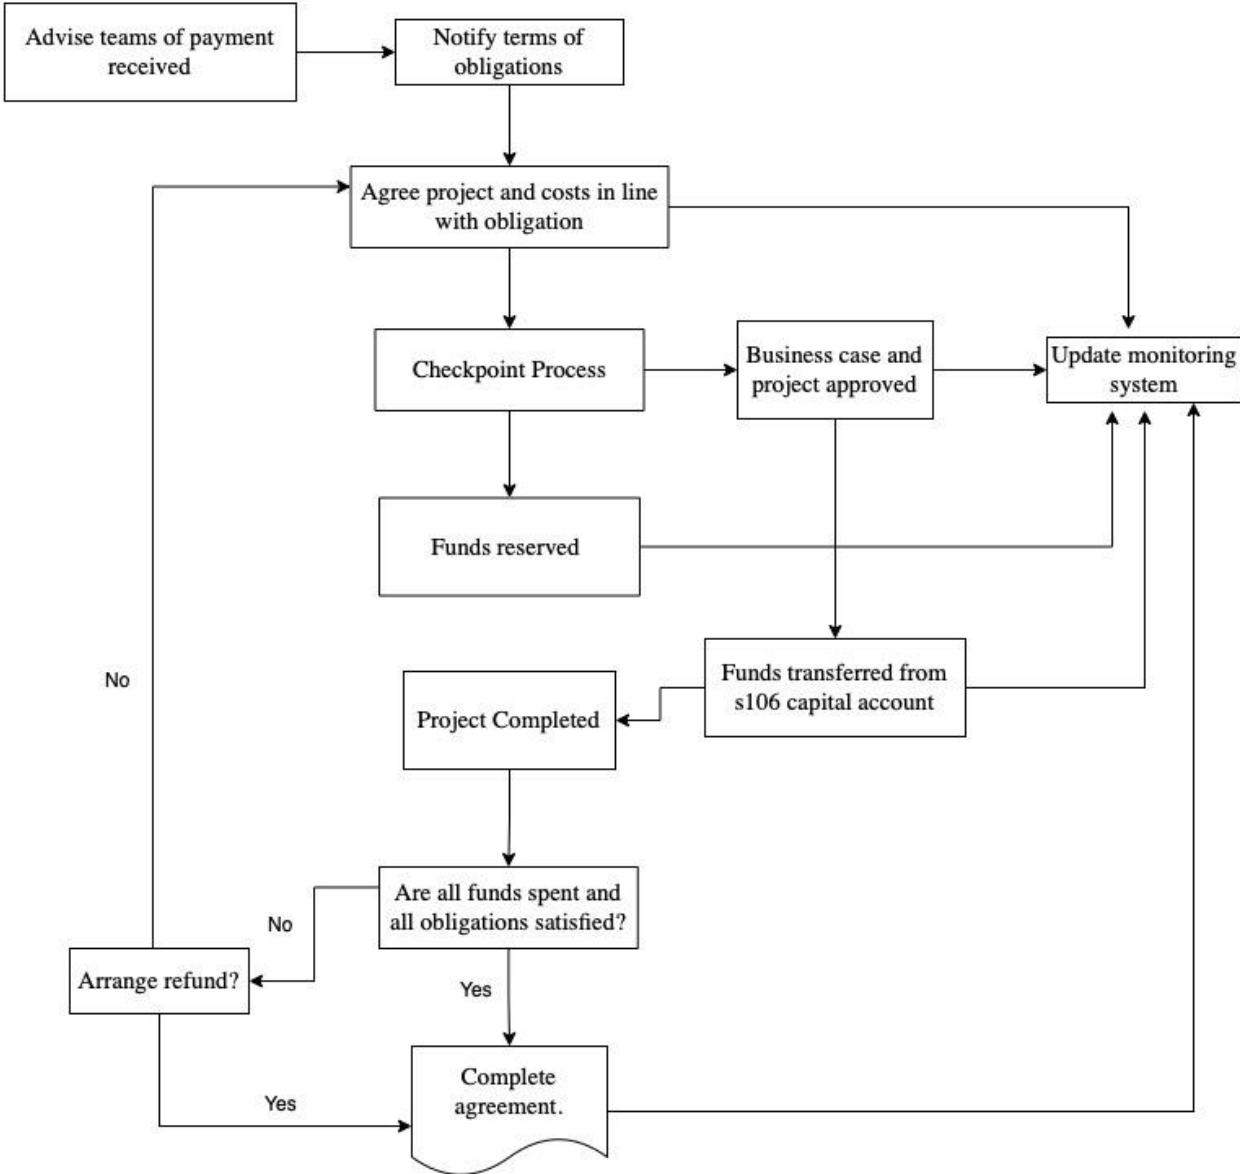 Advise teams of payment
received
Notify terms of
obligations
Agree project and costs in line
with obligation
Checkpoint Process
Business case and
project approved
Update monitoring
system
Funds reserved
No
Funds transferred from
s106 capital account
Project Completed
Are all funds spent and
all obligations satisfied?
No
Arrange refund?
Yes
Complete
agreement.
Yes